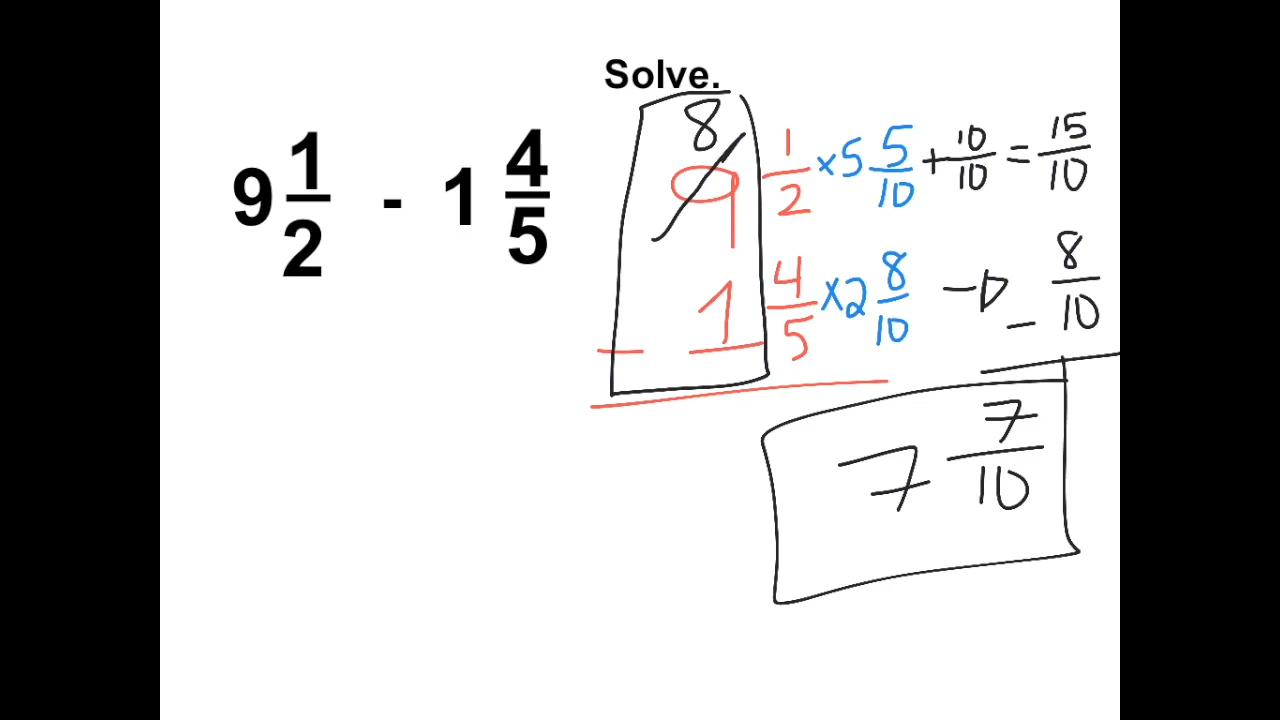 Solve.
9 1/2 - 1 4/5
8
9 1/2 ×5 5/10 + 10/10 = 15/10
- 1 4/5 ×2 8/10 → - 8/10
7 7/10